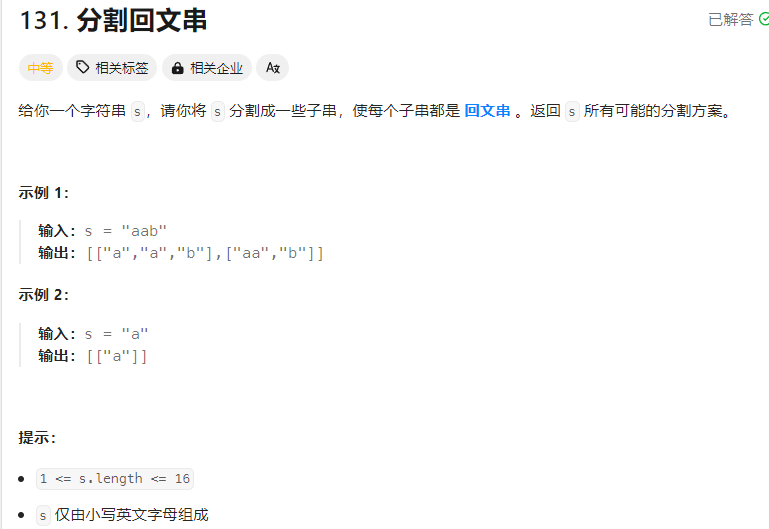 131. 分割回文串
已解答
中等 相关标签 相关企业
给你一个字符串 s，请你将 s 分割成一些子串，使每个子串都是 回文串 。返回 s 所有可能的分割方案。
示例 1：
输入：s = "aab"
输出：[["a","a","b"],["aa","b"]]
示例 2：
输入：s = "a"
输出：[["a"]]
提示：
1 <= s.length <= 16
s 仅由小写英文字母组成